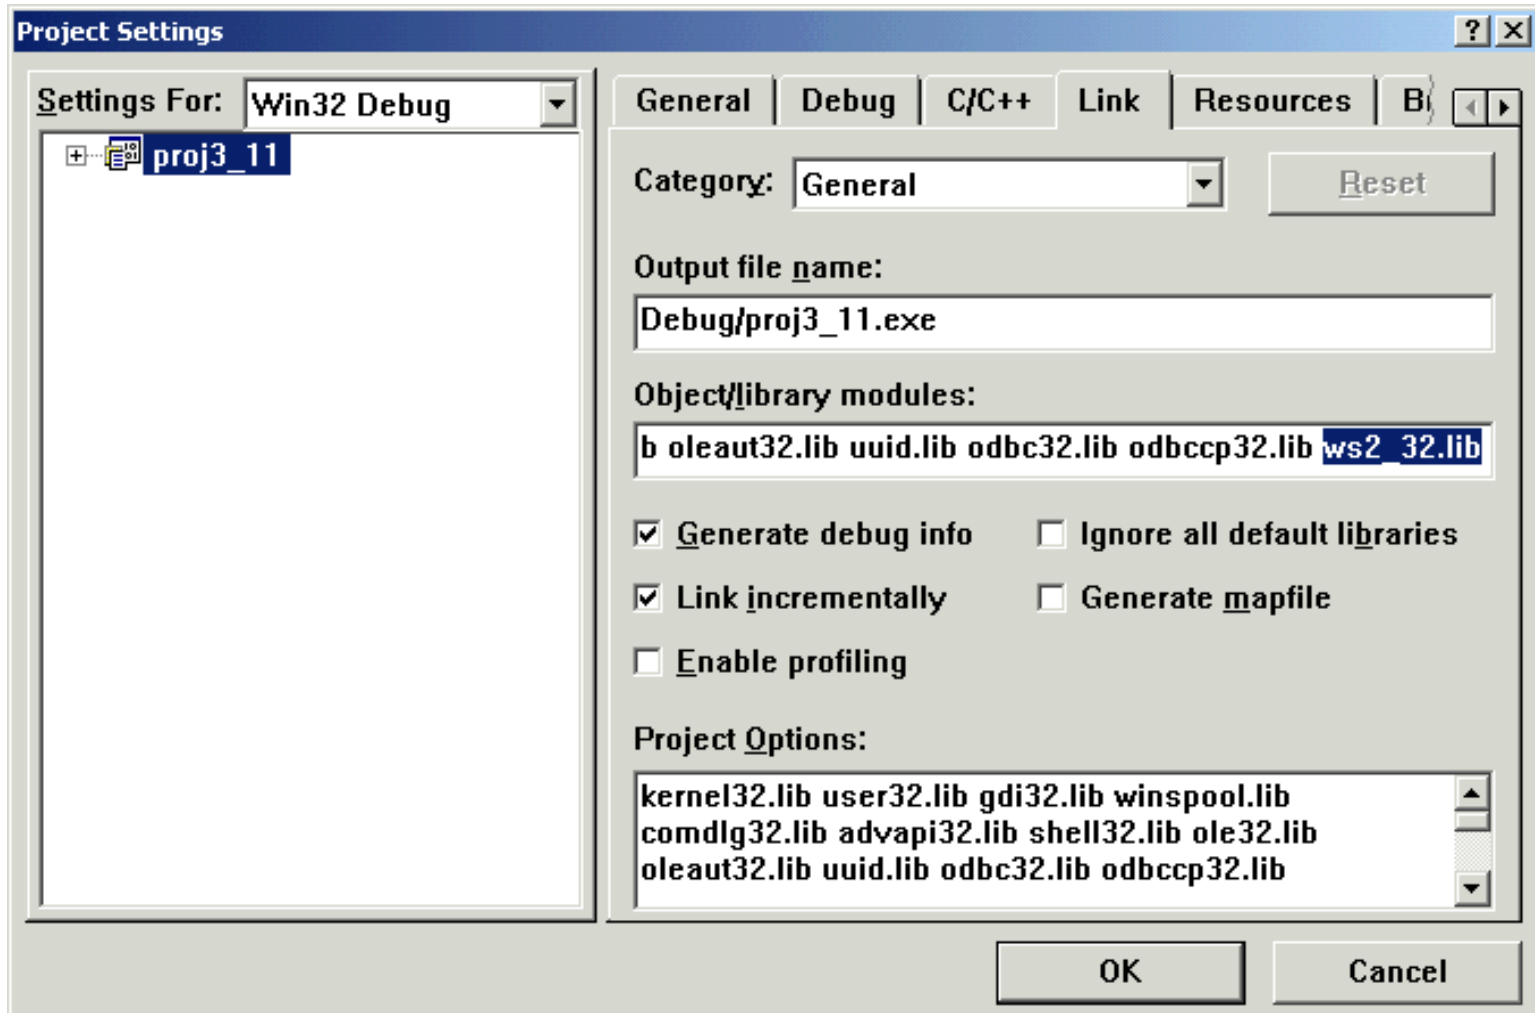 Project Settings
Settings For: Win32 Debug
proj3_11
General Debug C/C++ Link Resources
Category: General Reset
Output file name:
Debug/proj3_11.exe
Object/library modules:
b oleaut32.lib uuid.lib odbc32.lib odbccp32.lib ws2_32.lib
Generate debug info Ignore all default libraries
Link incrementally Generate mapfile
Enable profiling
Project Options:
kernel32.lib user32.lib gdi32.lib winspool.lib
comdlg32.lib advapi32.lib shell32.lib ole32.lib
oleaut32.lib uuid.lib odbc32.lib odbccp32.lib
OK Cancel